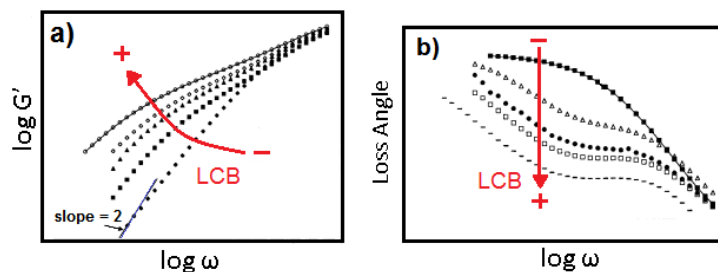 a)
+
−
LCB
slope = 2
log G'
log ω
b)
−
LCB
+
Loss Angle
log ω